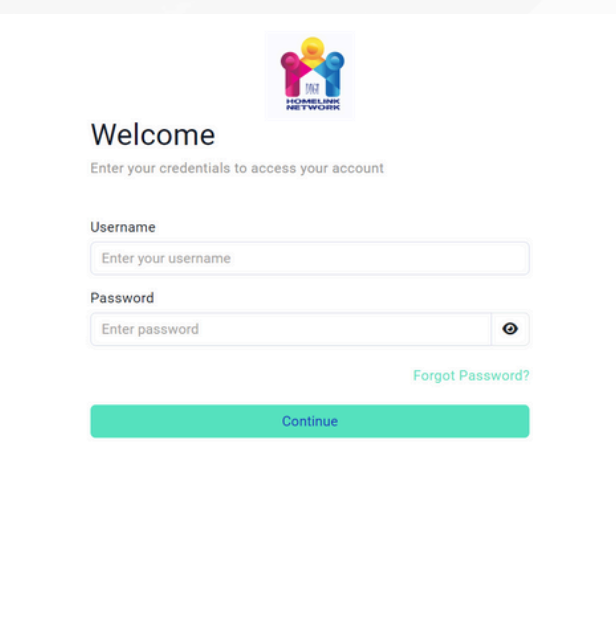 HOMELINK
NETWORK
Welcome
Enter your credentials to access your account
Username
Enter your username
Password
Enter password
Forgot Password?
Continue